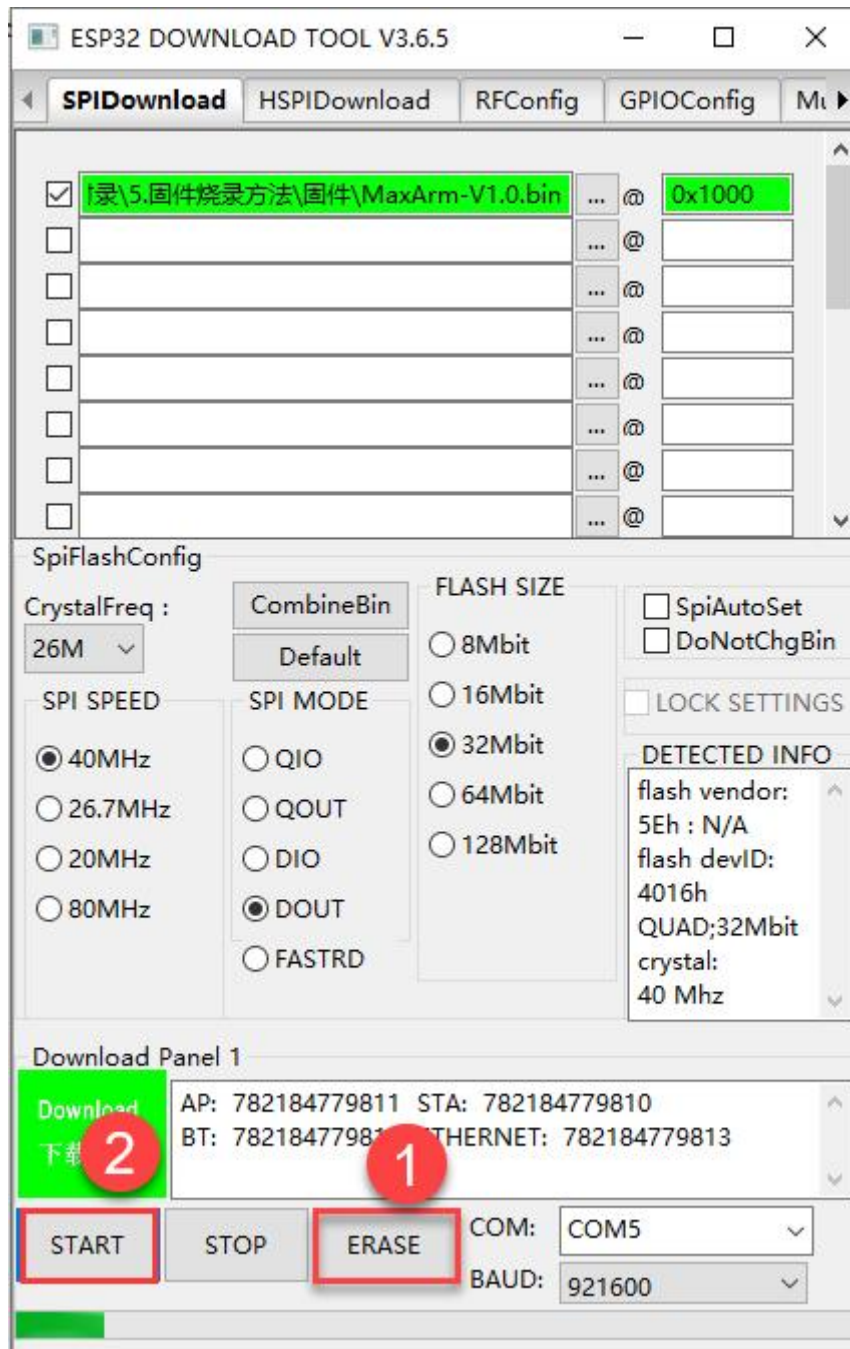 ESP32 DOWNLOAD TOOL V3.6.5
SPIDownload HSPIDownload RFConfig GPIOConfig
录\5.固件烧录方法\固件\MaxArm-V1.0.bin ... @ 0x1000
... @
... @
... @
... @
... @
... @
... @
SpiFlashConfig
CrystalFreq :
26M
CombineBin
Default
SPI SPEED
40MHz
26.7MHz
20MHz
80MHz
SPI MODE
QIO
QOUT
DIO
DOUT
FASTRD
FLASH SIZE
8Mbit
16Mbit
32Mbit
64Mbit
128Mbit
SpiAutoSet
DoNotChgBin
LOCK SETTINGS
DETECTED INFO
flash vendor:
5Eh : N/A
flash devID:
4016h
QUAD;32Mbit
crystal:
40 Mhz
Download Panel 1
Download
下载
2
AP: 782184779811 STA: 782184779810
BT: 78218477981 THERNET: 782184779813
1
START STOP ERASE
COM: COM5
BAUD: 921600